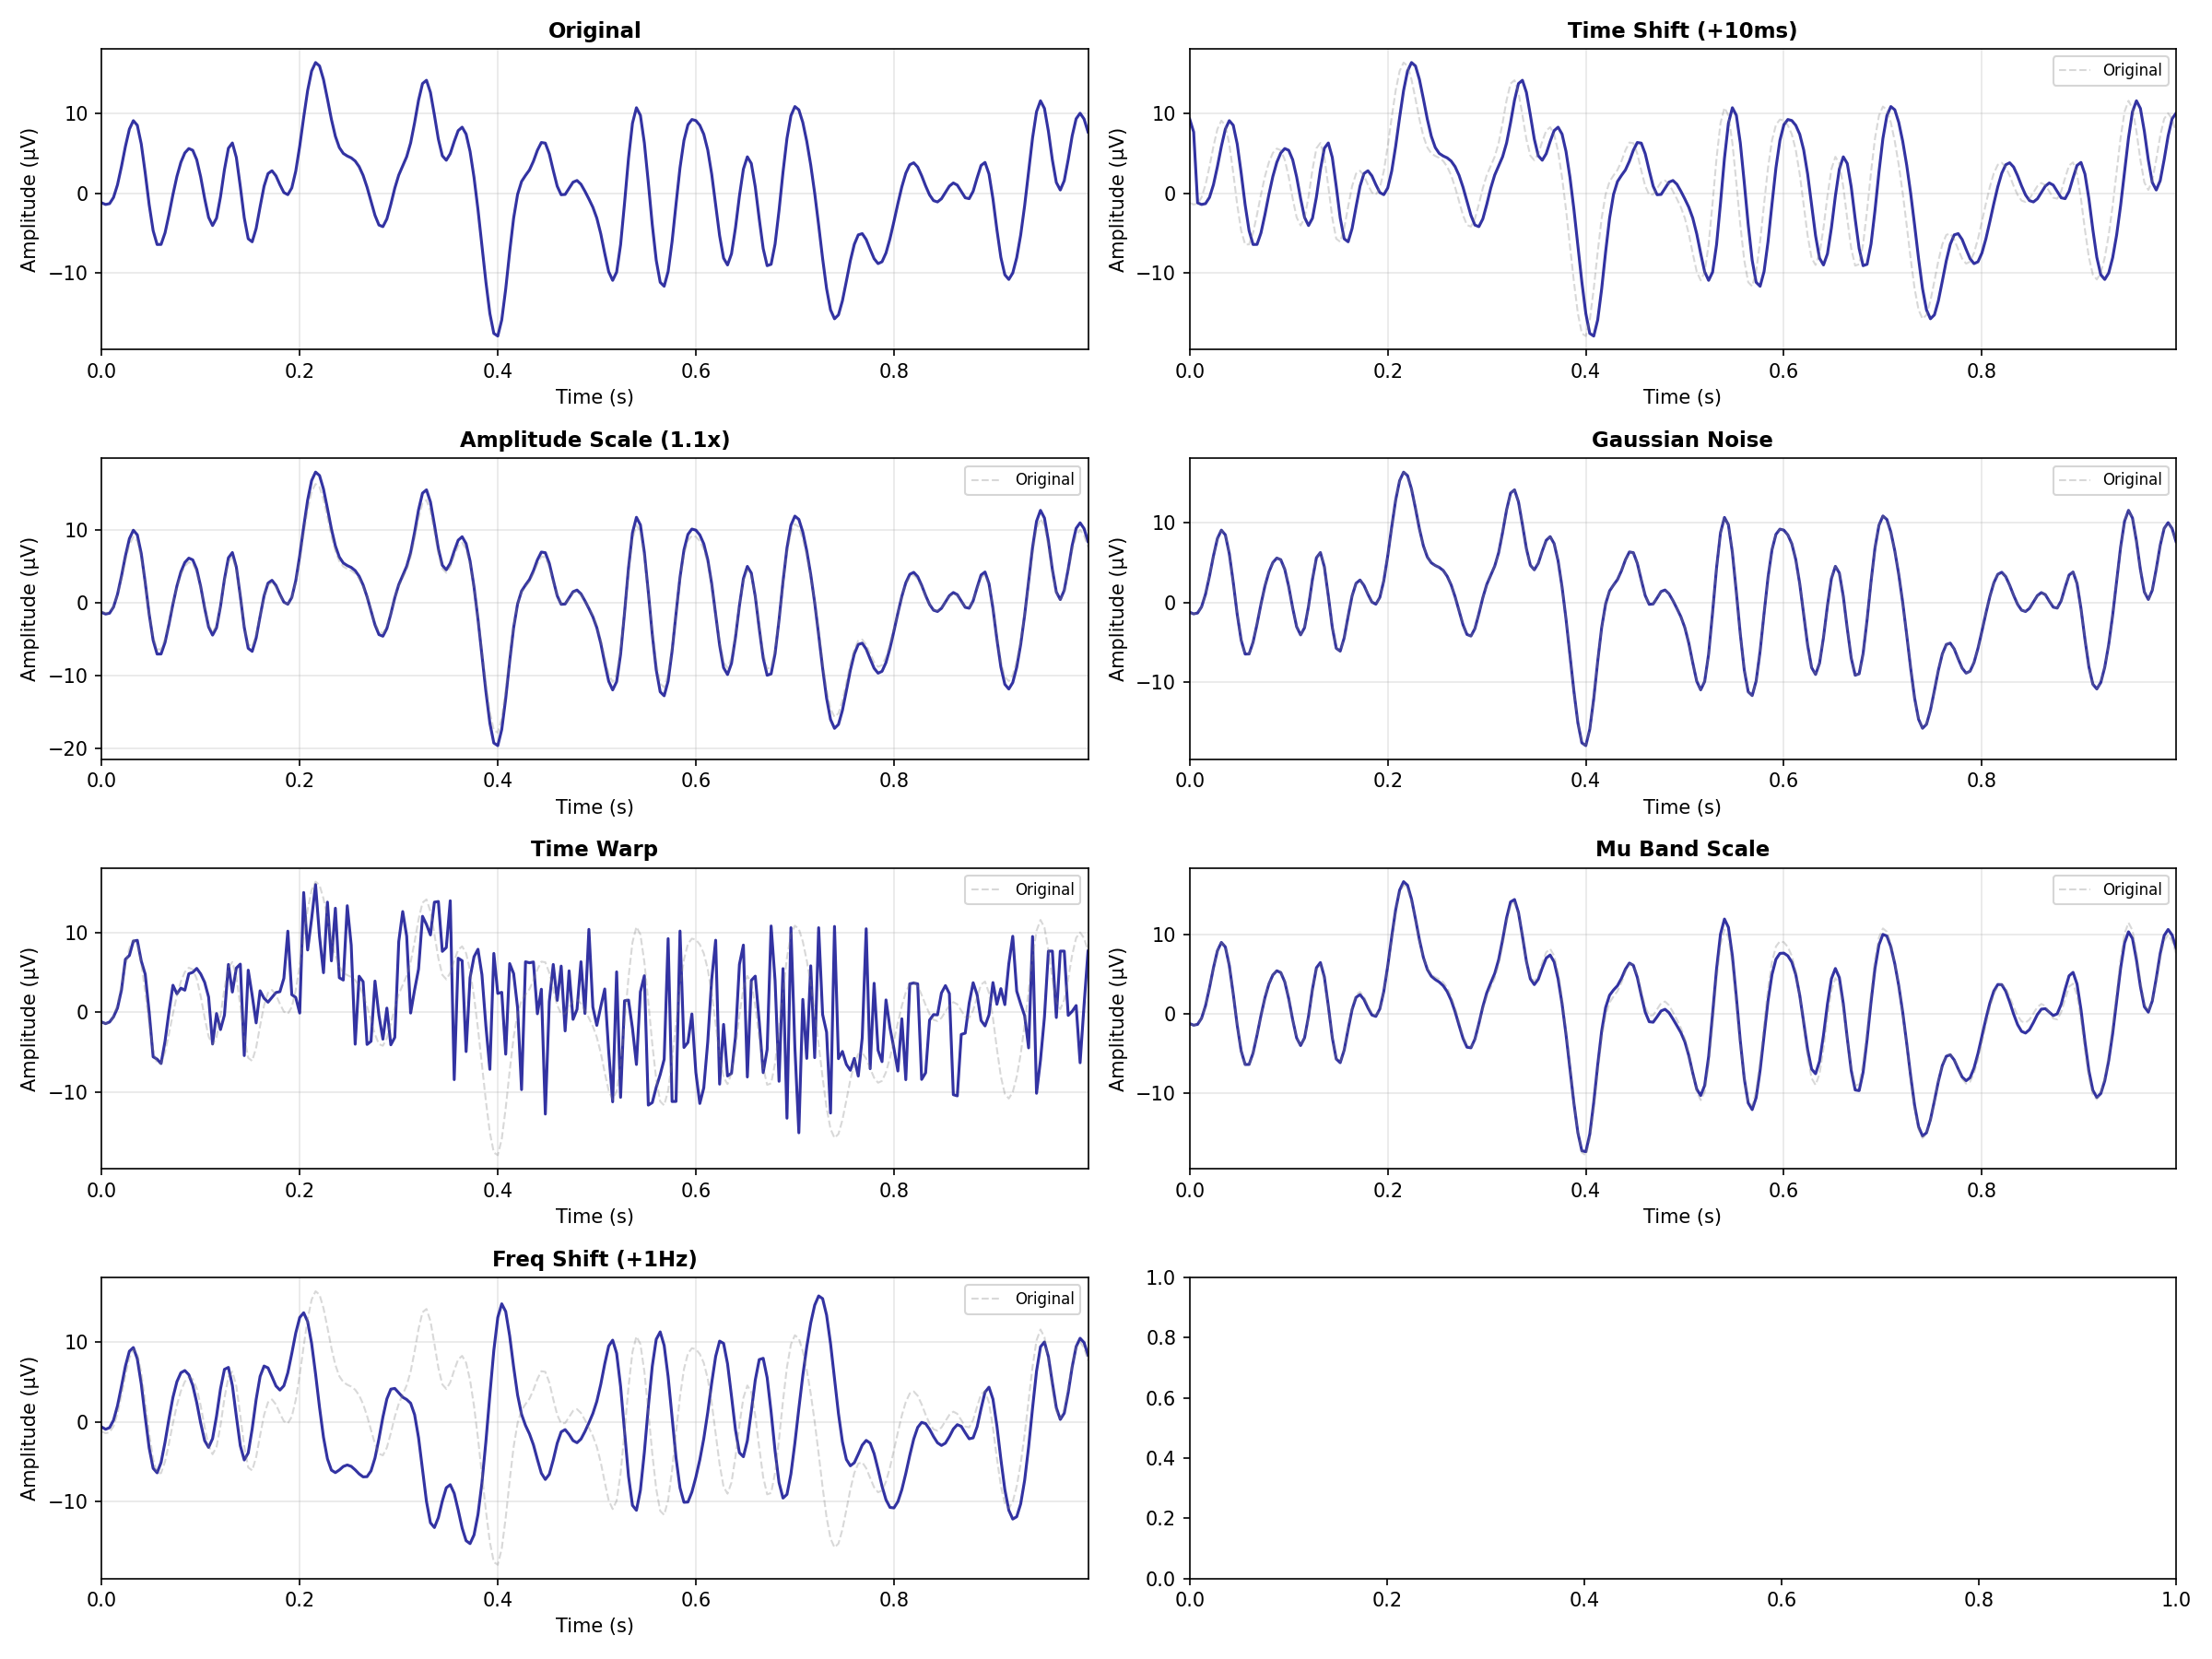 Original
Amplitude (µV)
10
0
−10
0.0 0.2 0.4 0.6 0.8
Time (s)
Time Shift (+10ms)
Original
Amplitude (µV)
10
0
−10
0.0 0.2 0.4 0.6 0.8
Time (s)
Amplitude Scale (1.1x)
Original
Amplitude (µV)
10
0
−10
−20
0.0 0.2 0.4 0.6 0.8
Time (s)
Gaussian Noise
Original
Amplitude (µV)
10
0
−10
0.0 0.2 0.4 0.6 0.8
Time (s)
Time Warp
Original
Amplitude (µV)
10
0
−10
0.0 0.2 0.4 0.6 0.8
Time (s)
Mu Band Scale
Original
Amplitude (µV)
10
0
−10
0.0 0.2 0.4 0.6 0.8
Time (s)
Freq Shift (+1Hz)
Original
Amplitude (µV)
10
0
−10
0.0 0.2 0.4 0.6 0.8
Time (s)
1.0
0.8
0.6
0.4
0.2
0.0
0.0 0.2 0.4 0.6 0.8 1.0